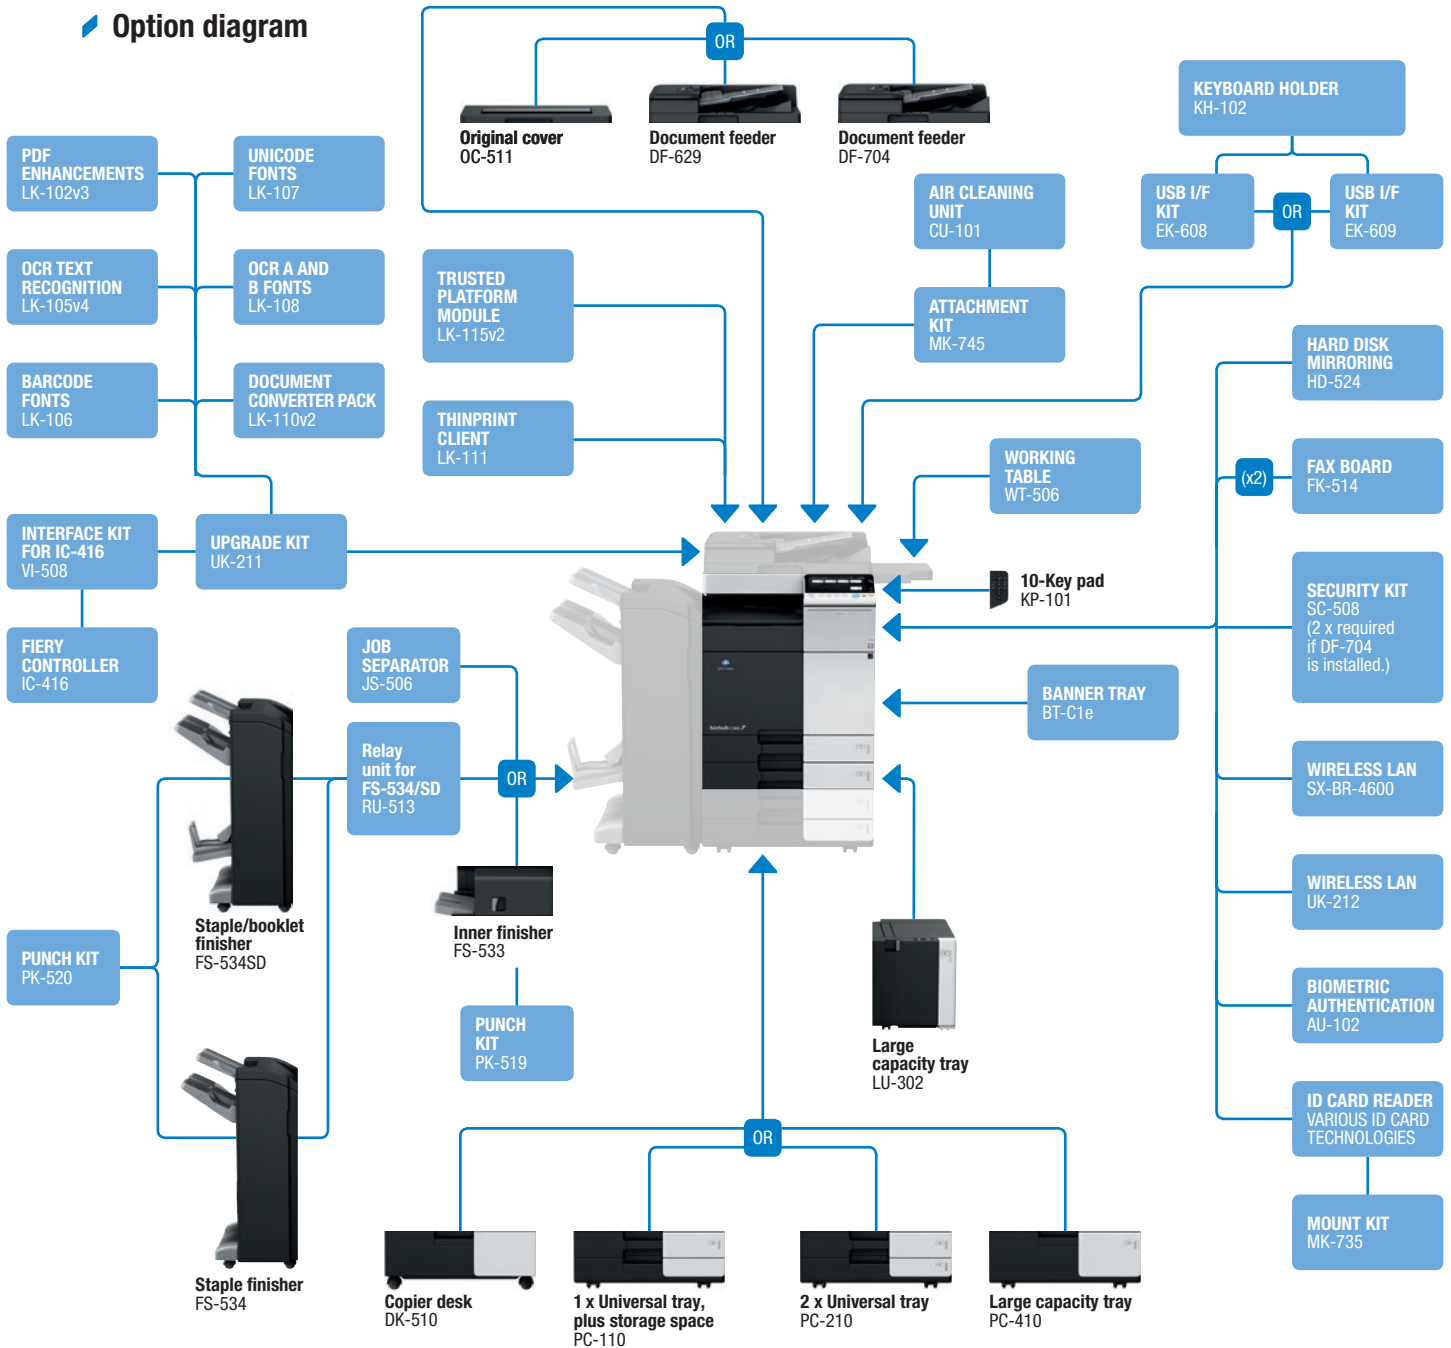 Option diagram
OR
Original cover
OC-511
Document feeder
DF-629
Document feeder
DF-704
KEYBOARD HOLDER
KH-102
PDF
ENHANCEMENTS
LK-102v3
UNICODE
FONTS
LK-107
AIR CLEANING
UNIT
CU-101
USB I/F
KIT
EK-608
OR
USB I/F
KIT
EK-609
OCR TEXT
RECOGNITION
LK-105v4
OCR A AND
B FONTS
LK-108
TRUSTED
PLATFORM
MODULE
LK-115v2
ATTACHMENT
KIT
MK-745
HARD DISK
MIRRORING
HD-524
BARCODE
FONTS
LK-106
DOCUMENT
CONVERTER PACK
LK-110v2
THINPRINT
CLIENT
LK-111
WORKING
TABLE
WT-506
(x2)
FAX BOARD
FK-514
INTERFACE KIT
FOR IC-416
VI-508
UPGRADE KIT
UK-211
10-Key pad
KP-101
SECURITY KIT
SC-508
(2 x required
if DF-704
is installed.)
FIERY
CONTROLLER
IC-416
JOB
SEPARATOR
JS-506
BANNER TRAY
BT-C1e
Relay
unit for
FS-534/SD
RU-513
OR
WIRELESS LAN
SX-BR-4600
WIRELESS LAN
UK-212
Staple/booklet
finisher
FS-534SD
Inner finisher
FS-533
PUNCH KIT
PK-520
BIOMETRIC
AUTHENTICATION
AU-102
PUNCH
KIT
PK-519
Large
capacity tray
LU-302
ID CARD READER
VARIOUS ID CARD
TECHNOLOGIES
OR
MOUNT KIT
MK-735
Staple finisher
FS-534
Copier desk
DK-510
1 x Universal tray,
plus storage space
PC-110
2 x Universal tray
PC-210
Large capacity tray
PC-410